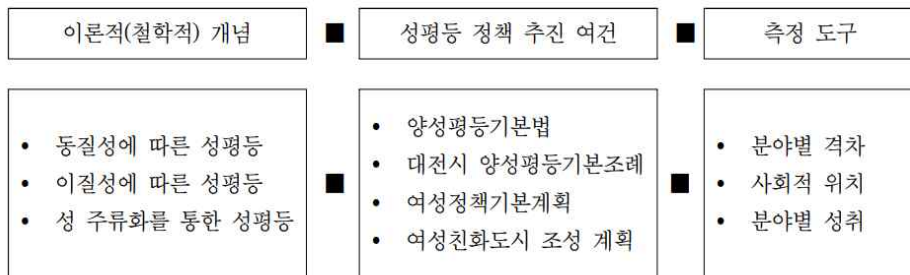 이론적(철학적) 개념 ■ 성평등 정책 추진 여건 ■ 측정 도구
• 동질성에 따른 성평등
• 이질성에 따른 성평등
• 성 주류화를 통한 성평등
■
• 양성평등기본법
• 대전시 양성평등기본조례
• 여성정책기본계획
• 여성친화도시 조성 계획
■
• 분야별 격차
• 사회적 위치
• 분야별 성취